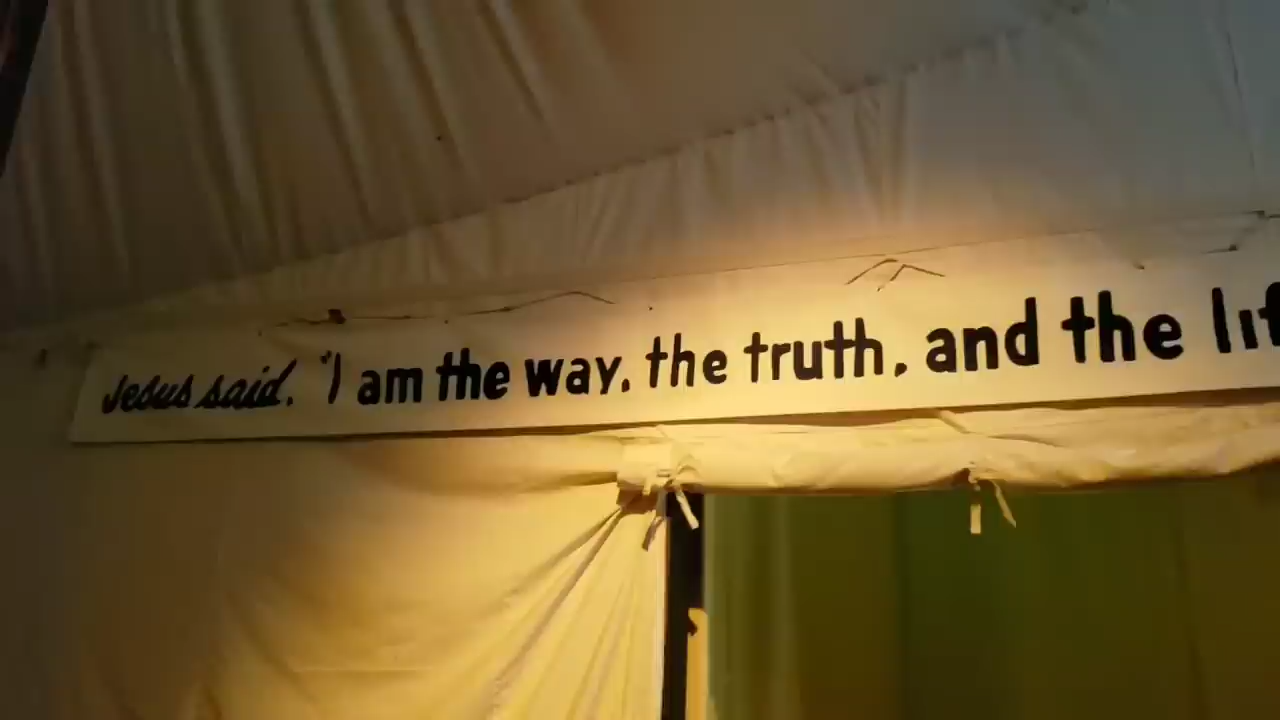 Jesus said, "I am the way, the truth, and the lif